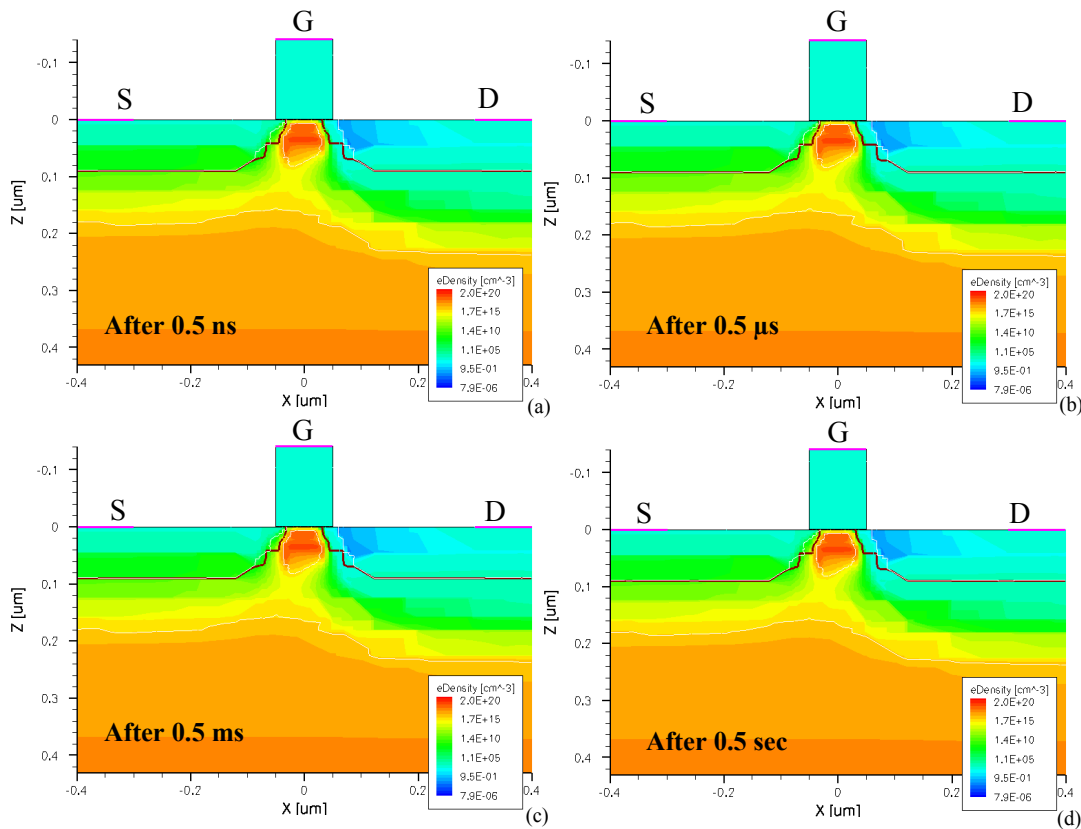 G
S
D
-0.1
0
0.1
0.2
0.3
0.4
Z [um]
After 0.5 ns
eDensity [cm^-3]
2.0E+20
1.7E+15
1.4E+10
1.1E+05
9.5E-01
7.9E-06
-0.4
-0.2
0
0.2
0.4
X [um]
(a)
G
S
D
-0.1
0
0.1
0.2
0.3
0.4
Z [um]
After 0.5 µs
eDensity [cm^-3]
2.0E+20
1.7E+15
1.4E+10
1.1E+05
9.5E-01
7.9E-06
-0.4
-0.2
0
0.2
0.4
X [um]
(b)
G
S
D
-0.1
0
0.1
0.2
0.3
0.4
Z [um]
After 0.5 ms
eDensity [cm^-3]
2.0E+20
1.7E+15
1.4E+10
1.1E+05
9.5E-01
7.9E-06
-0.4
-0.2
0
0.2
0.4
X [um]
(c)
G
S
D
-0.1
0
0.1
0.2
0.3
0.4
Z [um]
After 0.5 sec
eDensity [cm^-3]
2.0E+20
1.7E+15
1.4E+10
1.1E+05
9.5E-01
7.9E-06
-0.4
-0.2
0
0.2
0.4
X [um]
(d)